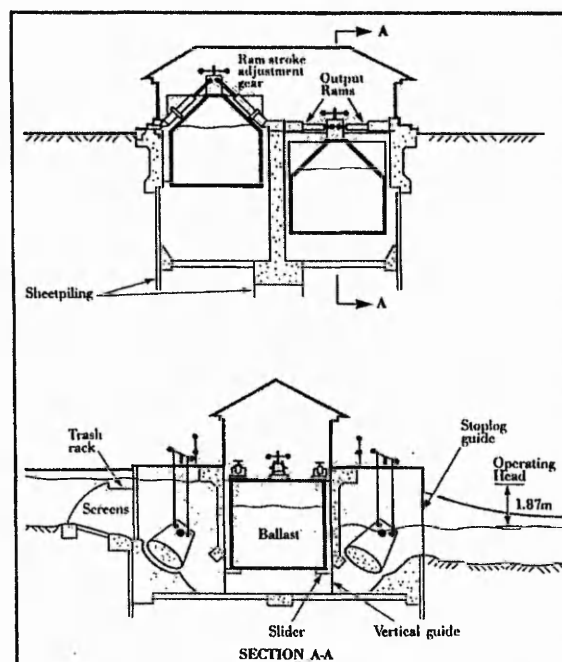 A
Ram stroke
adjustment
gear
Output
Rams
Sheetpiling
A
Trash
rack
Screens
Ballast
Stoplog
guide
Operating
Head
1.87m
Slider
Vertical guide
SECTION A-A